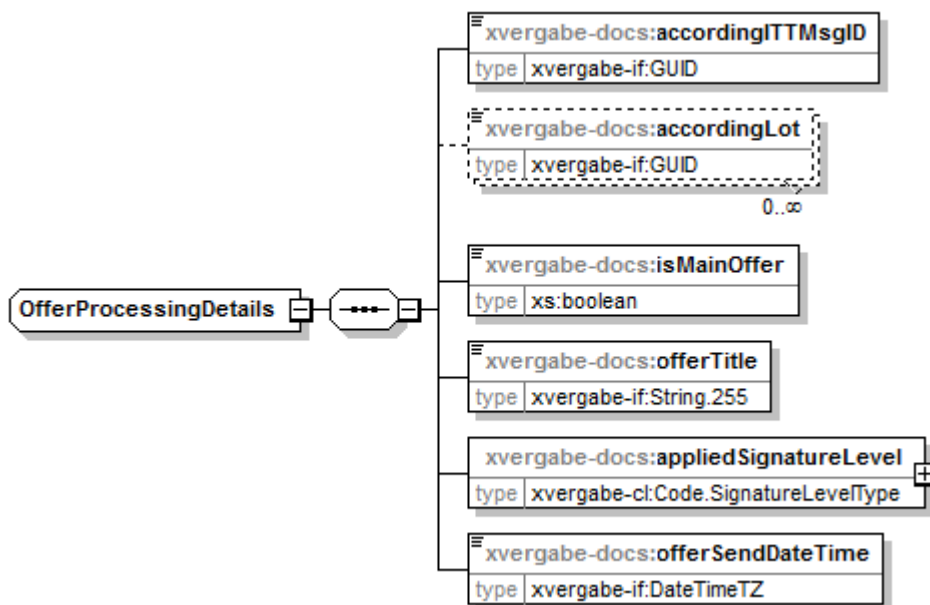 xvergabe-docs:accordingITTMsgID
type xvergabe-if:GUID
xvergabe-docs:accordingLot
type xvergabe-if:GUID
0..∞
xvergabe-docs:isMainOffer
type xs:boolean
OfferProcessingDetails
xvergabe-docs:offerTitle
type xvergabe-if:String.255
xvergabe-docs:appliedSignatureLevel
type xvergabe-cl:Code.SignatureLevelType
xvergabe-docs:offerSendDateTime
type xvergabe-if:DateTimeTZ